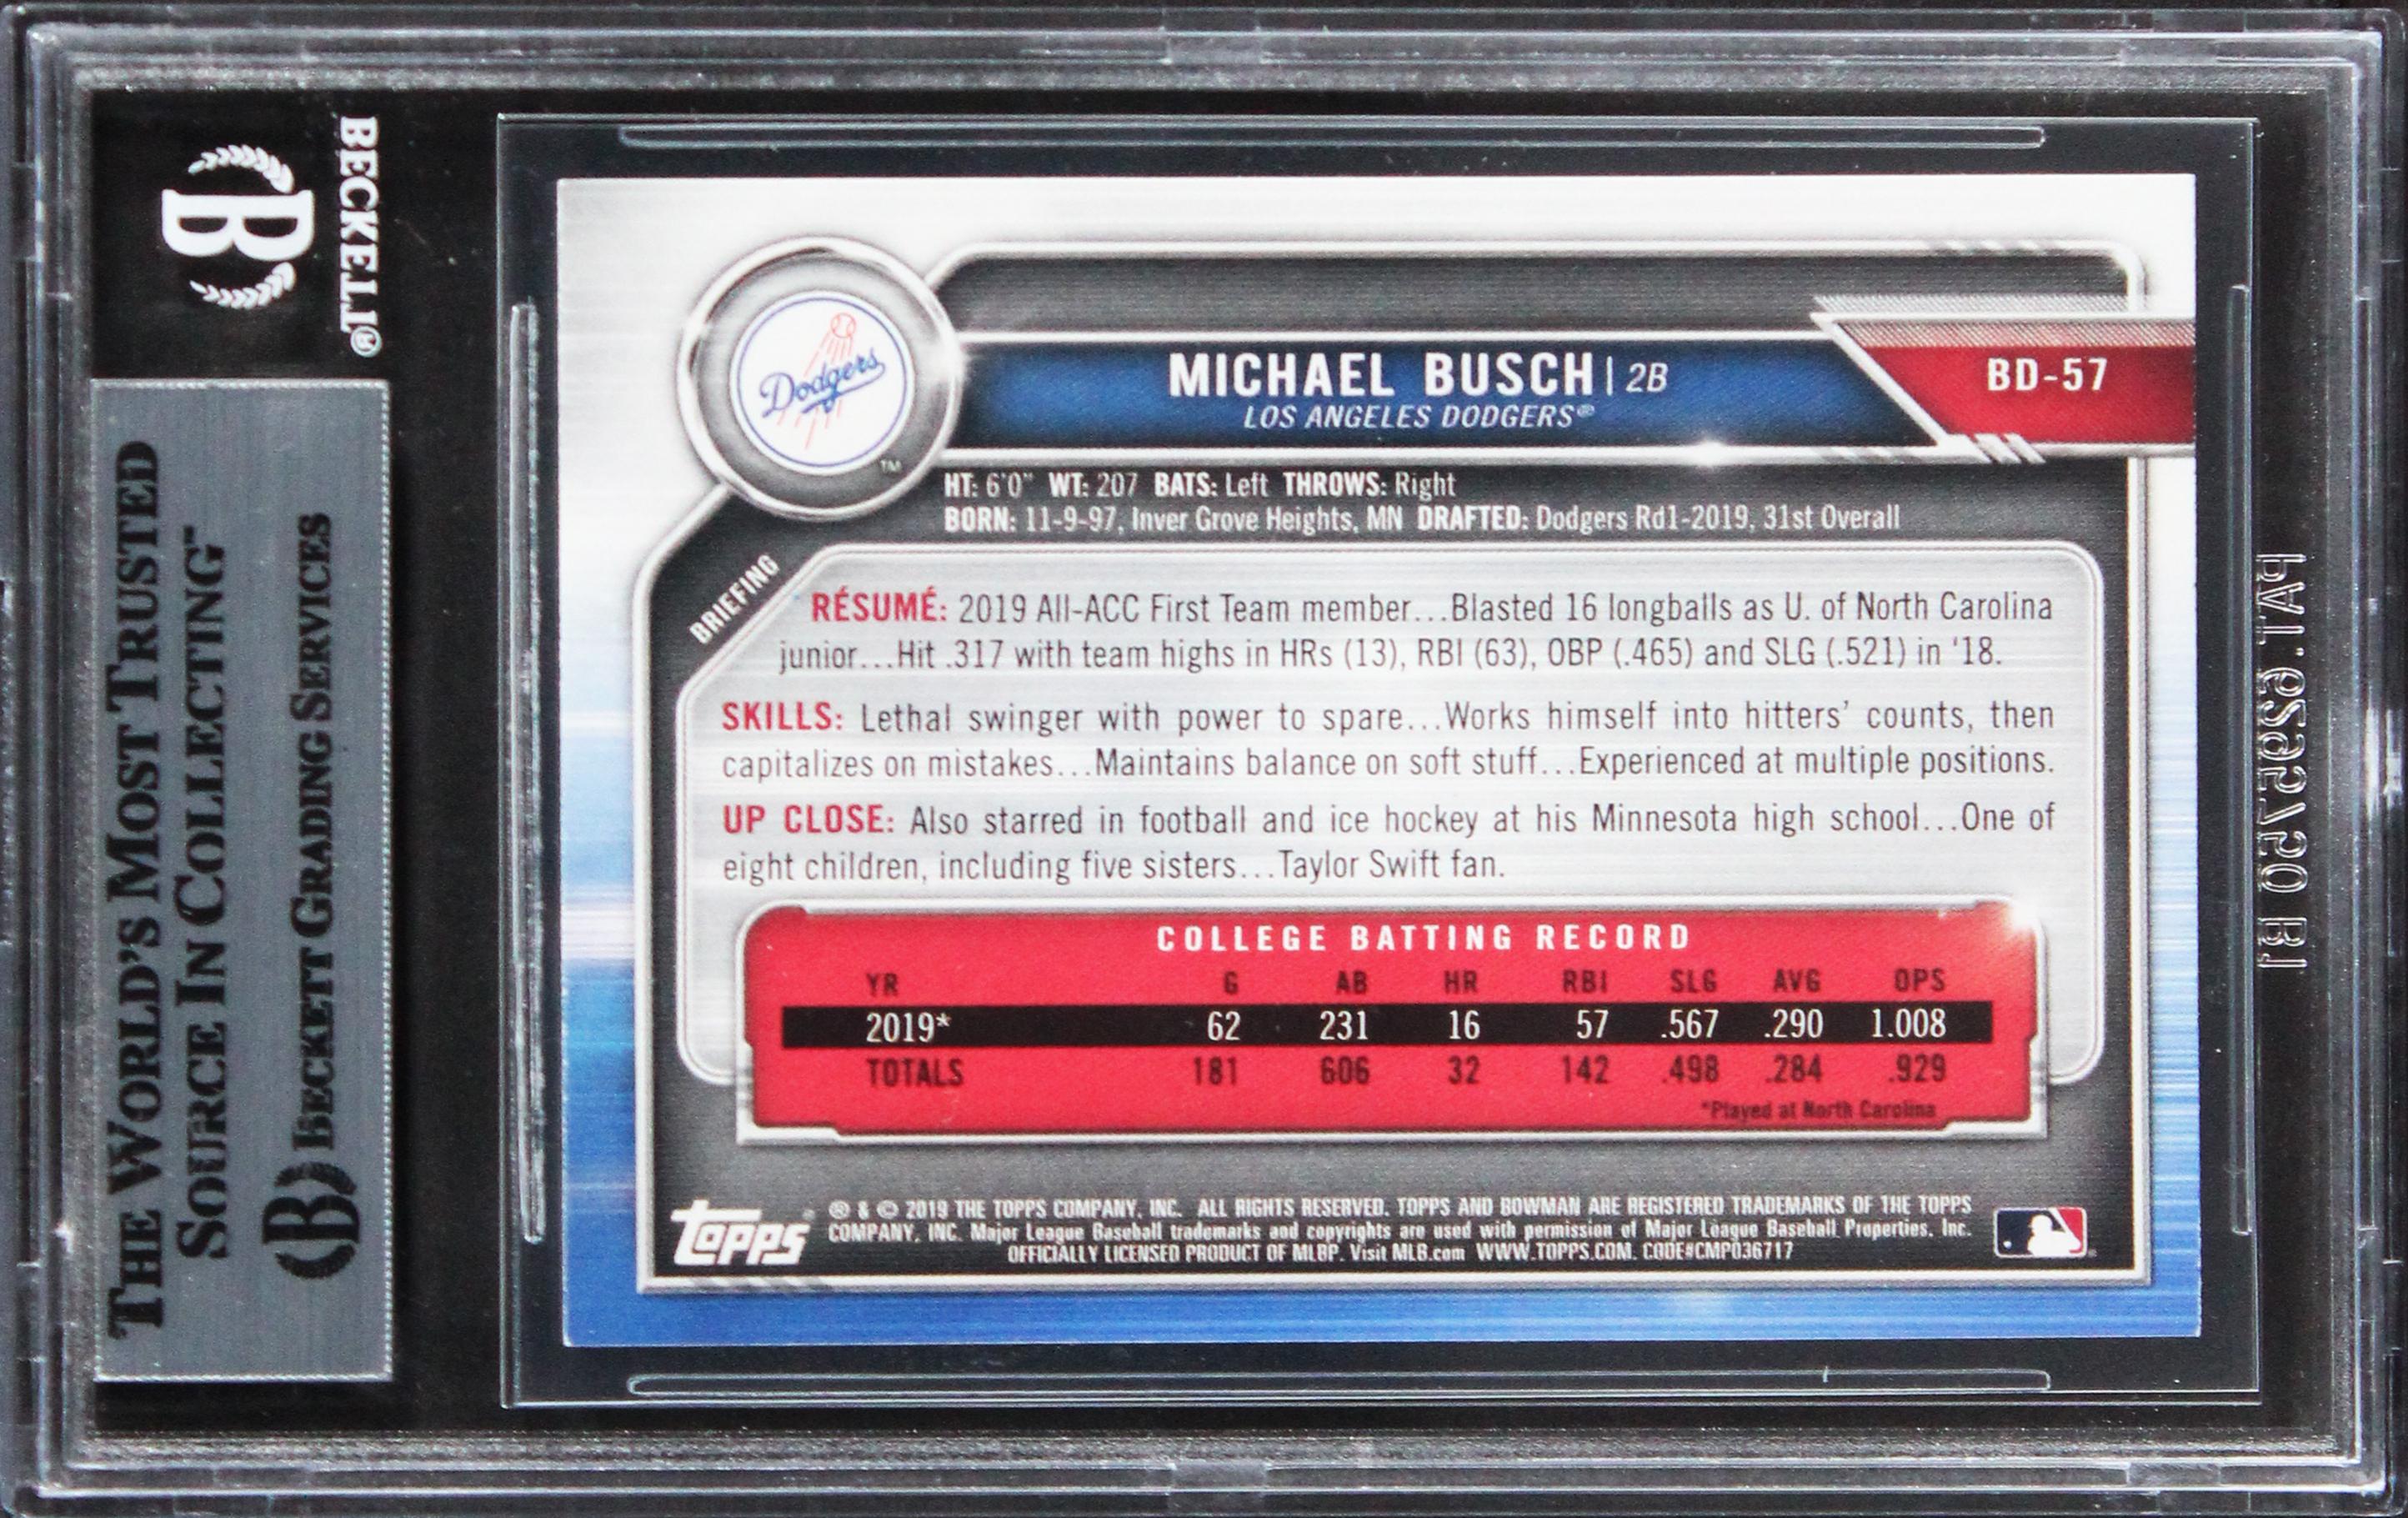 BECKETT®
B
THE WORLD'S MOST TRUSTED
SOURCE IN COLLECTING™
B BECKETT GRADING SERVICES
Dodgers
TM
MICHAEL BUSCH | 2B
LOS ANGELES DODGERS®
BD-57
HT: 6'0" WT: 207 BATS: Left THROWS: Right
BORN: 11-9-97, Inver Grove Heights, MN DRAFTED: Dodgers Rd1-2019, 31st Overall
BRIEFING
RÉSUMÉ: 2019 All-ACC First Team member...Blasted 16 longballs as U. of North Carolina
junior...Hit .317 with team highs in HRs (13), RBI (63), OBP (.465) and SLG (.521) in '18.
SKILLS: Lethal swinger with power to spare...Works himself into hitters' counts, then
capitalizes on mistakes...Maintains balance on soft stuff...Experienced at multiple positions.
UP CLOSE: Also starred in football and ice hockey at his Minnesota high school...One of
eight children, including five sisters...Taylor Swift fan.
COLLEGE BATTING RECORD
YR G AB HR RBI SLG AVG OPS
2019* 62 231 16 57 .567 .290 1.008
TOTALS 181 606 32 142 .498 .284 .929
*Played at North Carolina
topps
® & © 2019 THE TOPPS COMPANY, INC. ALL RIGHTS RESERVED. TOPPS AND BOWMAN ARE REGISTERED TRADEMARKS OF THE TOPPS
COMPANY, INC. Major League Baseball trademarks and copyrights are used with permission of Major League Baseball Properties, Inc.
OFFICIALLY LICENSED PRODUCT OF MLBP. Visit MLB.com WWW.TOPPS.COM. CODE#CMP036717
PAT.6295750 B1